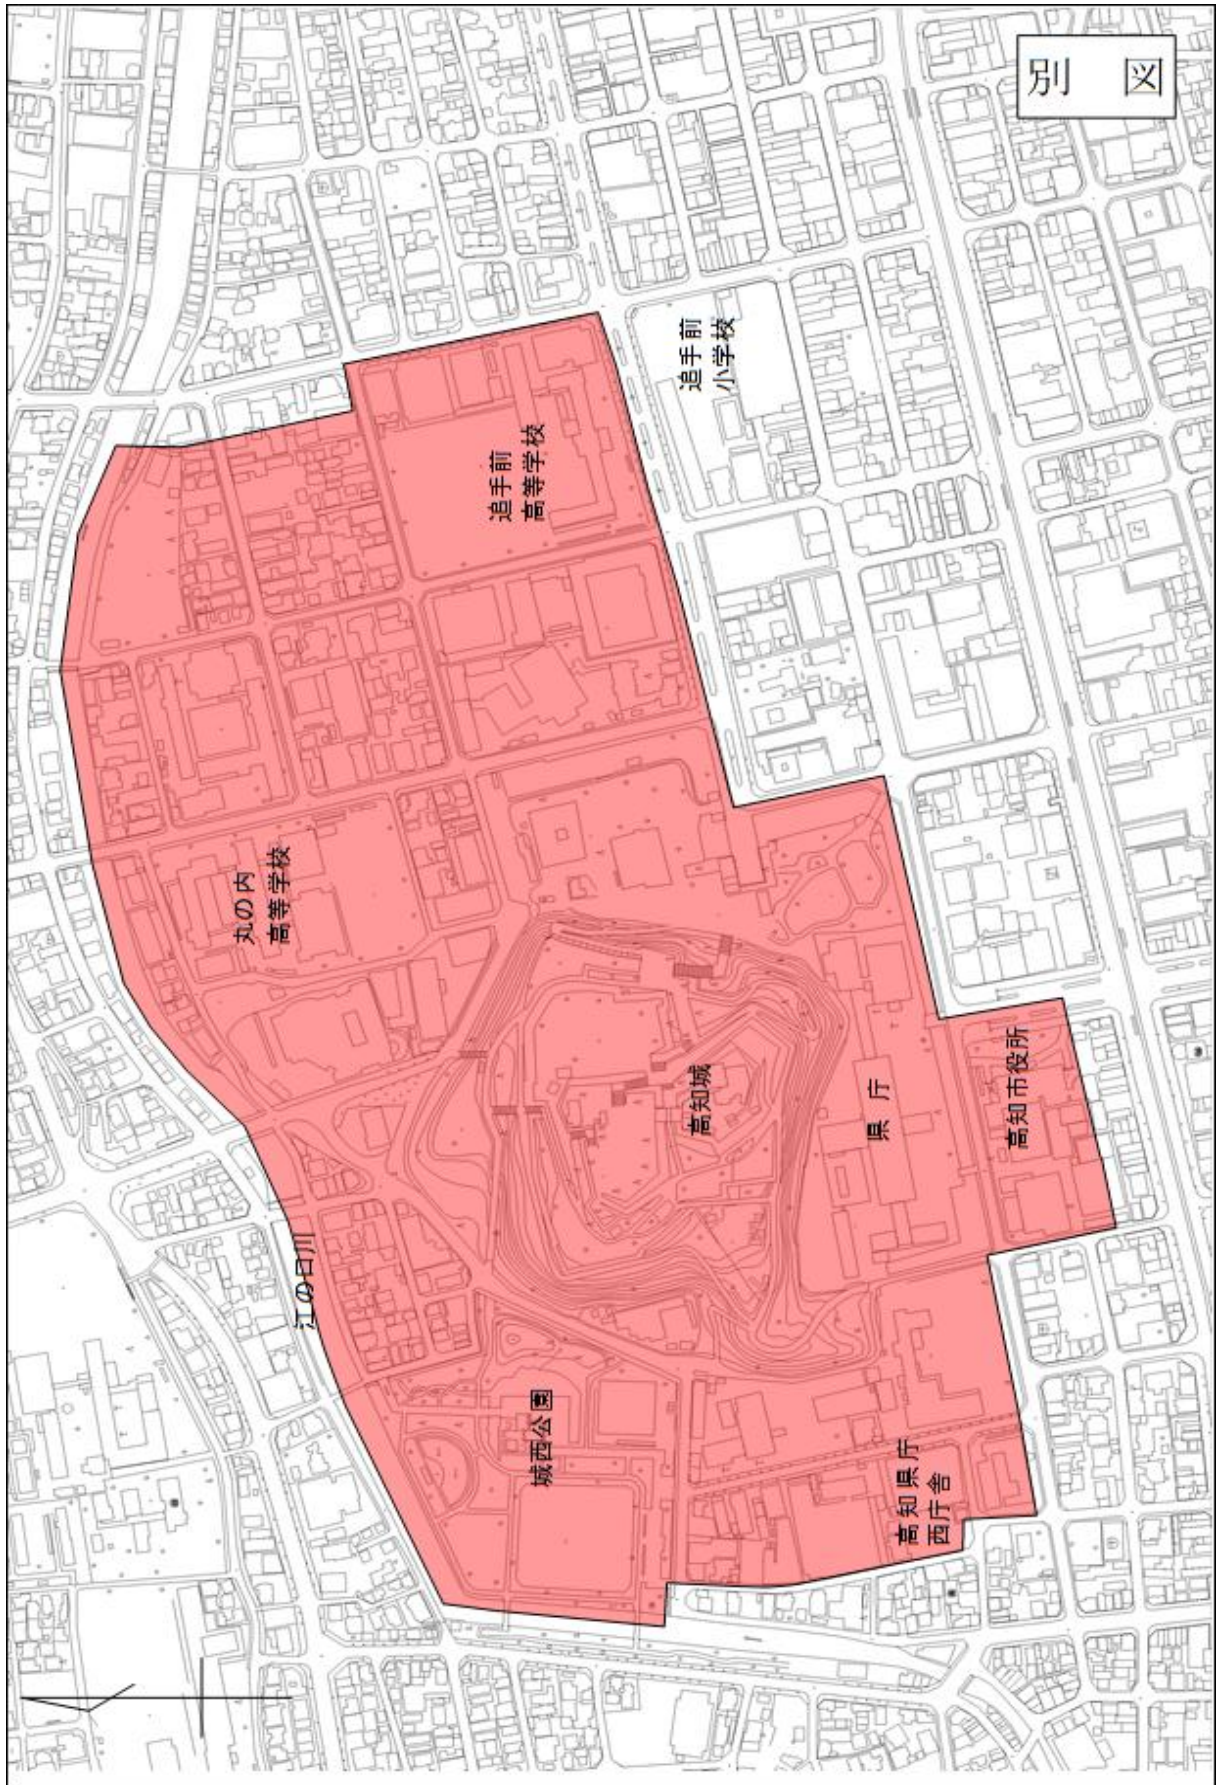 別 図
追手前
小学校
追手前
高等学校
丸の内
高等学校
高知城
県 庁
高知市役所
江の口川
城西公園
高知県庁
西庁舎